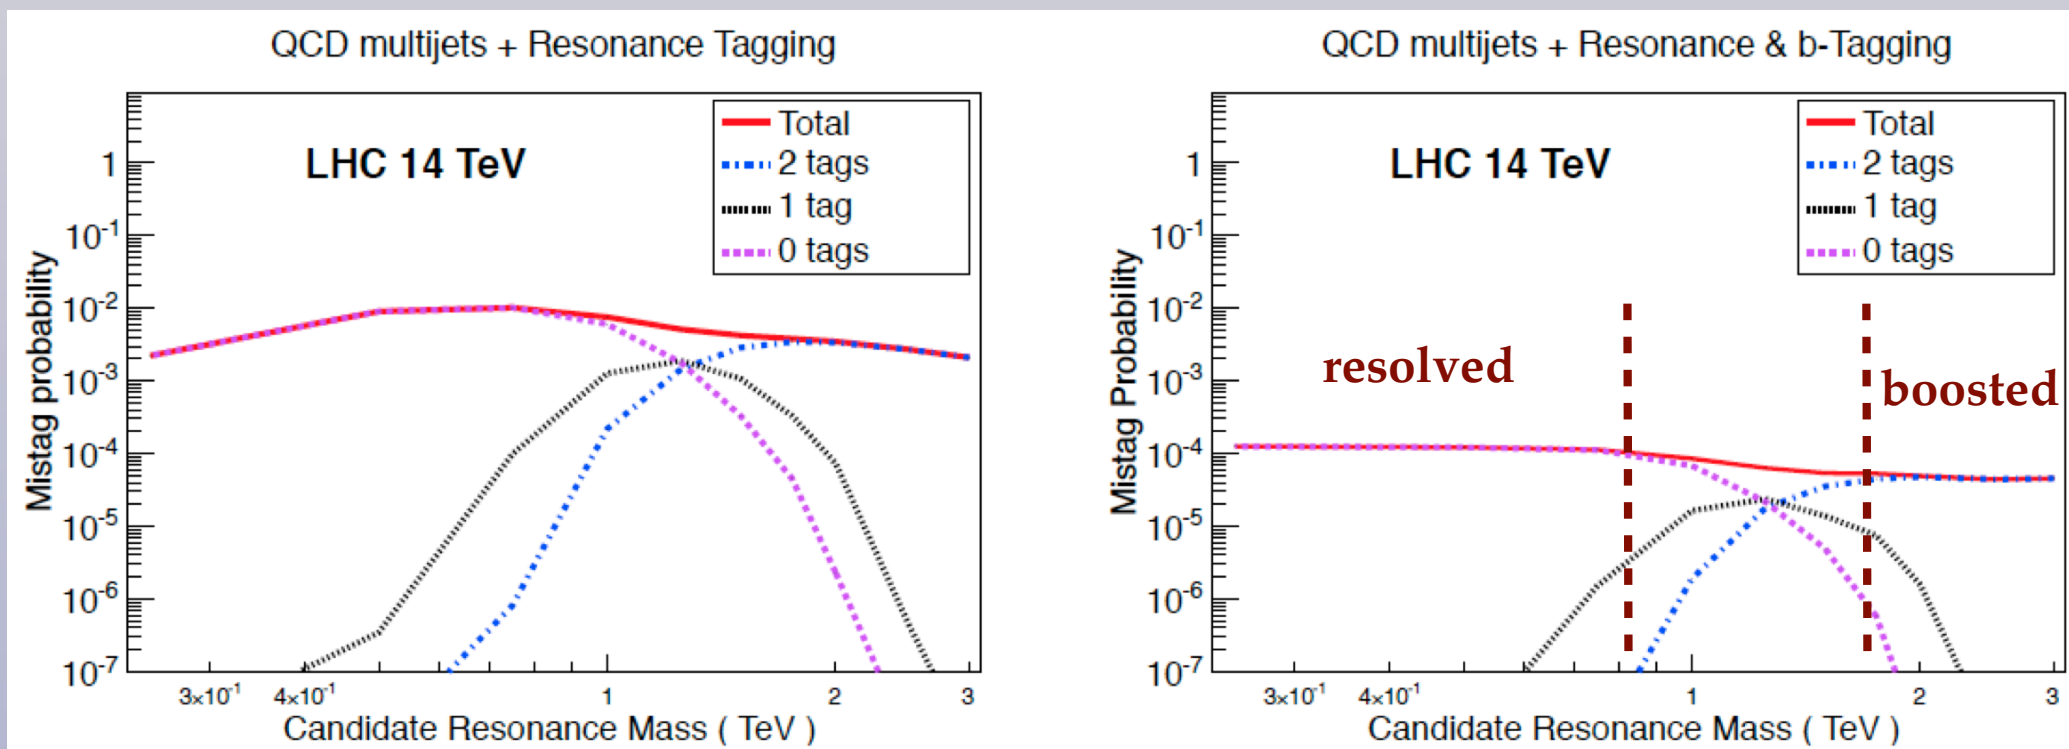 QCD multijets + Resonance Tagging
LHC 14 TeV
Total
2 tags
1 tag
0 tags
Mistag probability
1
10⁻¹
10⁻²
10⁻³
10⁻⁴
10⁻⁵
10⁻⁶
10⁻⁷
3×10⁻¹ 4×10⁻¹ 1 2 3
Candidate Resonance Mass ( TeV )
QCD multijets + Resonance & b-Tagging
LHC 14 TeV
Total
2 tags
1 tag
0 tags
Mistag Probability
1
10⁻¹
10⁻²
10⁻³
10⁻⁴
10⁻⁵
10⁻⁶
10⁻⁷
resolved
boosted
3×10⁻¹ 4×10⁻¹ 1 2 3
Candidate Resonance Mass ( TeV )